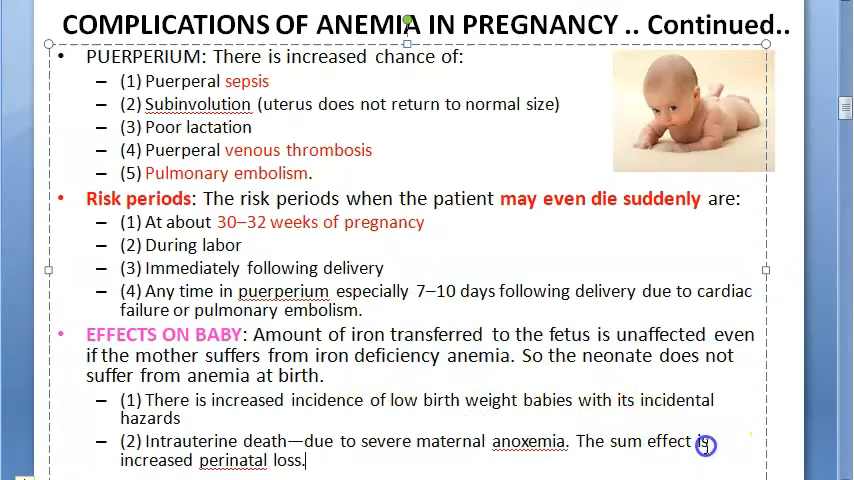 COMPLICATIONS OF ANEMIA IN PREGNANCY .. Continued..
• PUERPERIUM: There is increased chance of:
– (1) Puerperal sepsis
– (2) Subinvolution (uterus does not return to normal size)
– (3) Poor lactation
– (4) Puerperal venous thrombosis
– (5) Pulmonary embolism.
• Risk periods: The risk periods when the patient may even die suddenly are:
– (1) At about 30–32 weeks of pregnancy
– (2) During labor
– (3) Immediately following delivery
– (4) Any time in puerperium especially 7–10 days following delivery due to cardiac
failure or pulmonary embolism.
• EFFECTS ON BABY: Amount of iron transferred to the fetus is unaffected even
if the mother suffers from iron deficiency anemia. So the neonate does not
suffer from anemia at birth.
– (1) There is increased incidence of low birth weight babies with its incidental
hazards
– (2) Intrauterine death—due to severe maternal anoxemia. The sum effect is
increased perinatal loss.